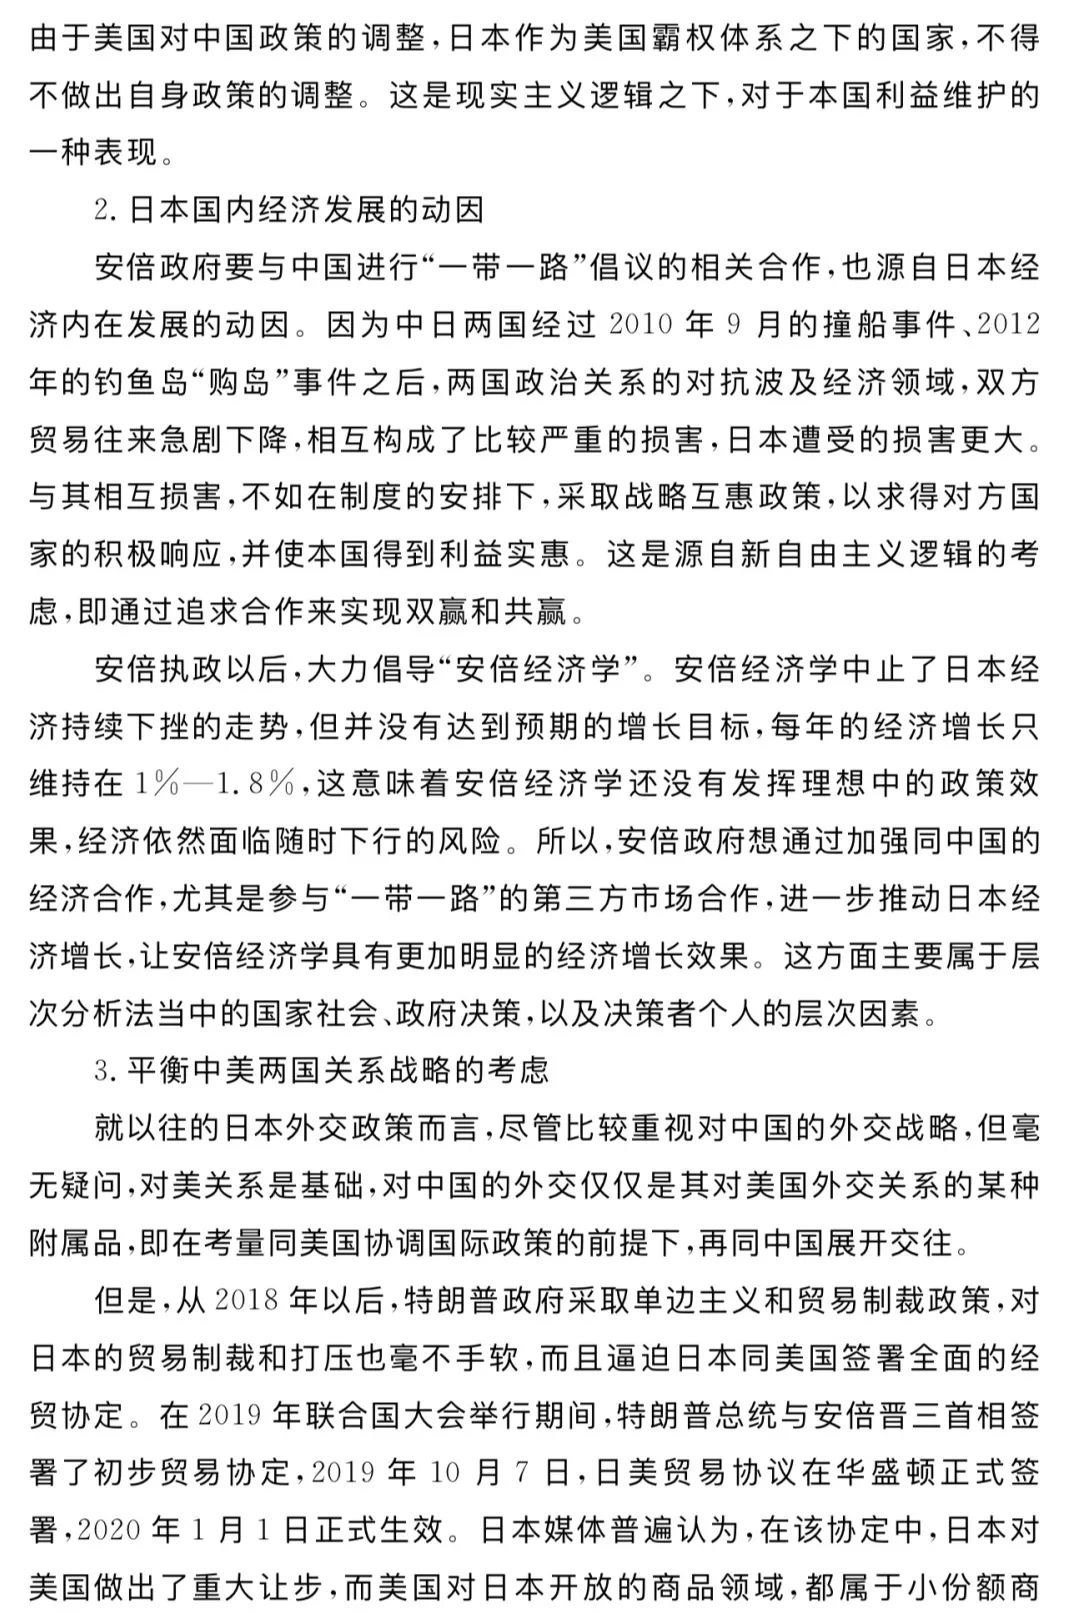 由于美国对中国政策的调整,日本作为美国霸权体系之下的国家,不得
不做出自身政策的调整。这是现实主义逻辑之下,对于本国利益维护的
一种表现。
2. 日本国内经济发展的动因
安倍政府要与中国进行“一带一路”倡议的相关合作,也源自日本经
济内在发展的动因。因为中日两国经过 2010 年 9 月的撞船事件、2012
年的钓鱼岛“购岛”事件之后,两国政治关系的对抗波及经济领域,双方
贸易往来急剧下降,相互构成了比较严重的损害,日本遭受的损害更大。
与其相互损害,不如在制度的安排下,采取战略互惠政策,以求得对方国
家的积极响应,并使本国得到利益实惠。这是源自新自由主义逻辑的考
虑,即通过追求合作来实现双赢和共赢。
安倍执政以后,大力倡导“安倍经济学”。安倍经济学中止了日本经
济持续下挫的走势,但并没有达到预期的增长目标,每年的经济增长只
维持在 1%—1.8%,这意味着安倍经济学还没有发挥理想中的政策效
果,经济依然面临随时下行的风险。所以,安倍政府想通过加强同中国的
经济合作,尤其是参与“一带一路”的第三方市场合作,进一步推动日本经
济增长,让安倍经济学具有更加明显的经济增长效果。这方面主要属于层
次分析法当中的国家社会、政府决策,以及决策者个人的层次因素。
3. 平衡中美两国关系战略的考虑
就以往的日本外交政策而言,尽管比较重视对中国的外交战略,但毫
无疑问,对美关系是基础,对中国的外交仅仅是其对美国外交关系的某种
附属品,即在考量同美国协调国际政策的前提下,再同中国展开交往。
但是,从 2018 年以后,特朗普政府采取单边主义和贸易制裁政策,对
日本的贸易制裁和打压也毫不手软,而且逼迫日本同美国签署全面的经
贸协定。在 2019 年联合国大会举行期间,特朗普总统与安倍晋三首相签
署了初步贸易协定,2019 年 10 月 7 日,日美贸易协议在华盛顿正式签
署,2020 年 1 月 1 日正式生效。日本媒体普遍认为,在该协定中,日本对
美国做出了重大让步,而美国对日本开放的商品领域,都属于小份额商